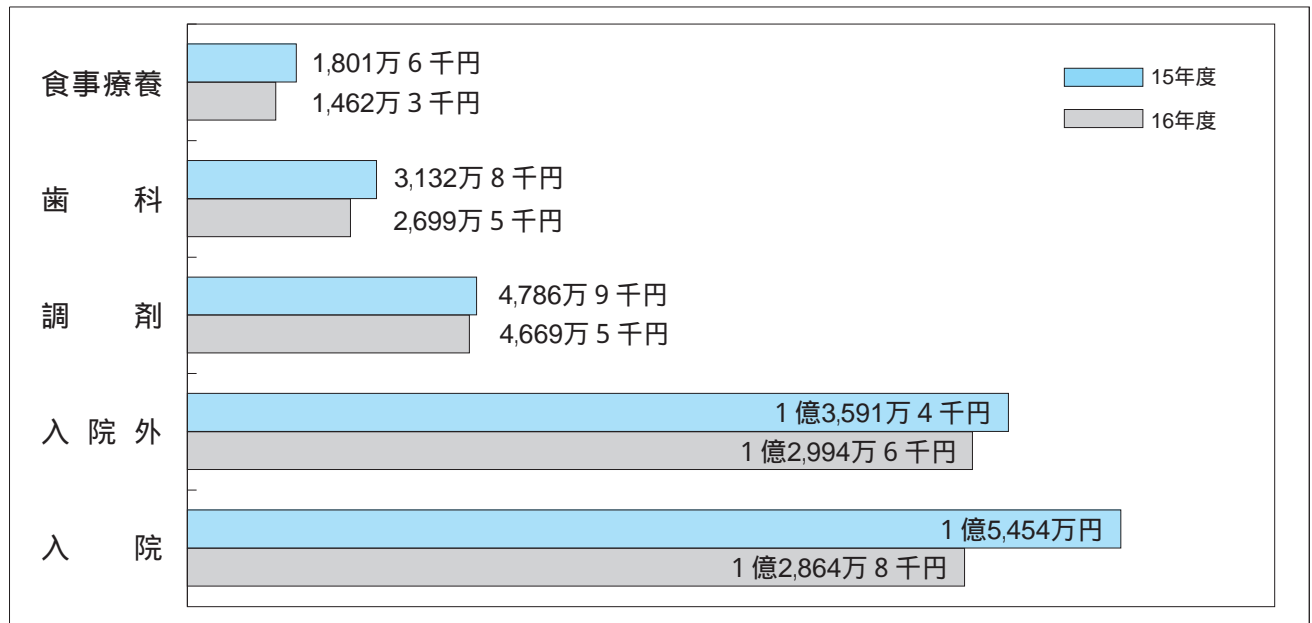 食事療養
1,801万6千円
1,462万3千円
15年度
16年度
歯科
3,132万8千円
2,699万5千円
調剤
4,786万9千円
4,669万5千円
入院外
1億3,591万4千円
1億2,994万6千円
入院
1億5,454万円
1億2,864万8千円